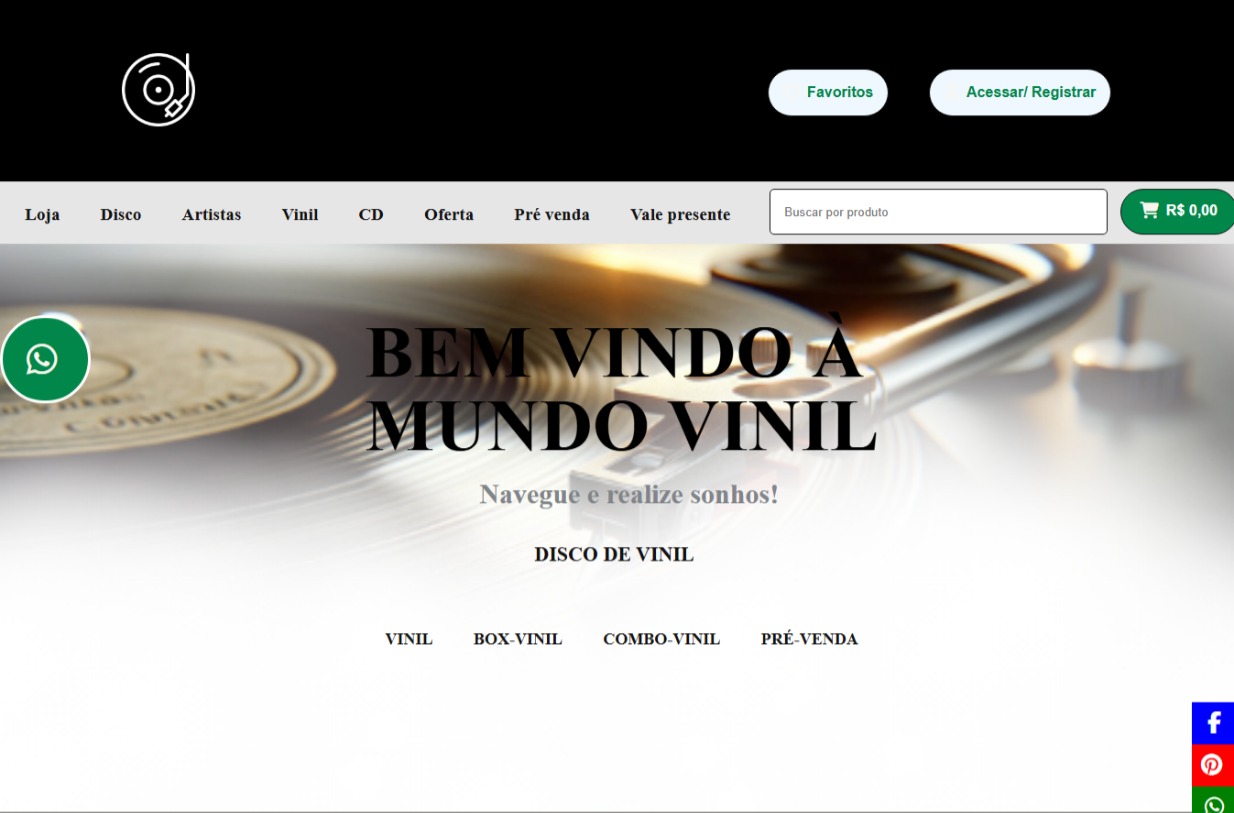 Favoritos
Acessar/ Registrar
Loja Disco Artistas Vinil CD Oferta Pré venda Vale presente
Buscar por produto
R$ 0,00
BEM VINDO À
MUNDO VINIL
Navegue e realize sonhos!
DISCO DE VINIL
VINIL BOX-VINIL COMBO-VINIL PRÉ-VENDA